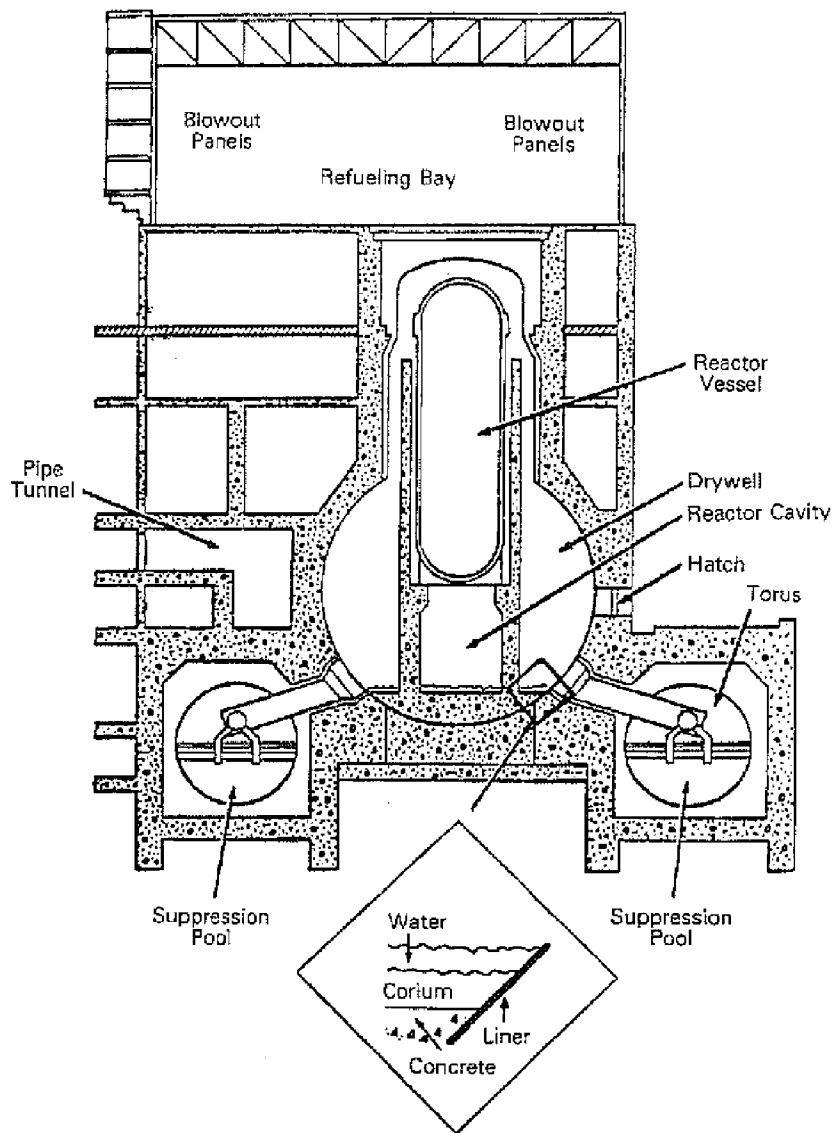 Blowout
Panels
Blowout
Panels
Refueling Bay
Reactor
Vessel
Pipe
Tunnel
Drywell
Reactor Cavity
Hatch
Torus
Suppression
Pool
Suppression
Pool
Water
Corium
Liner
Concrete